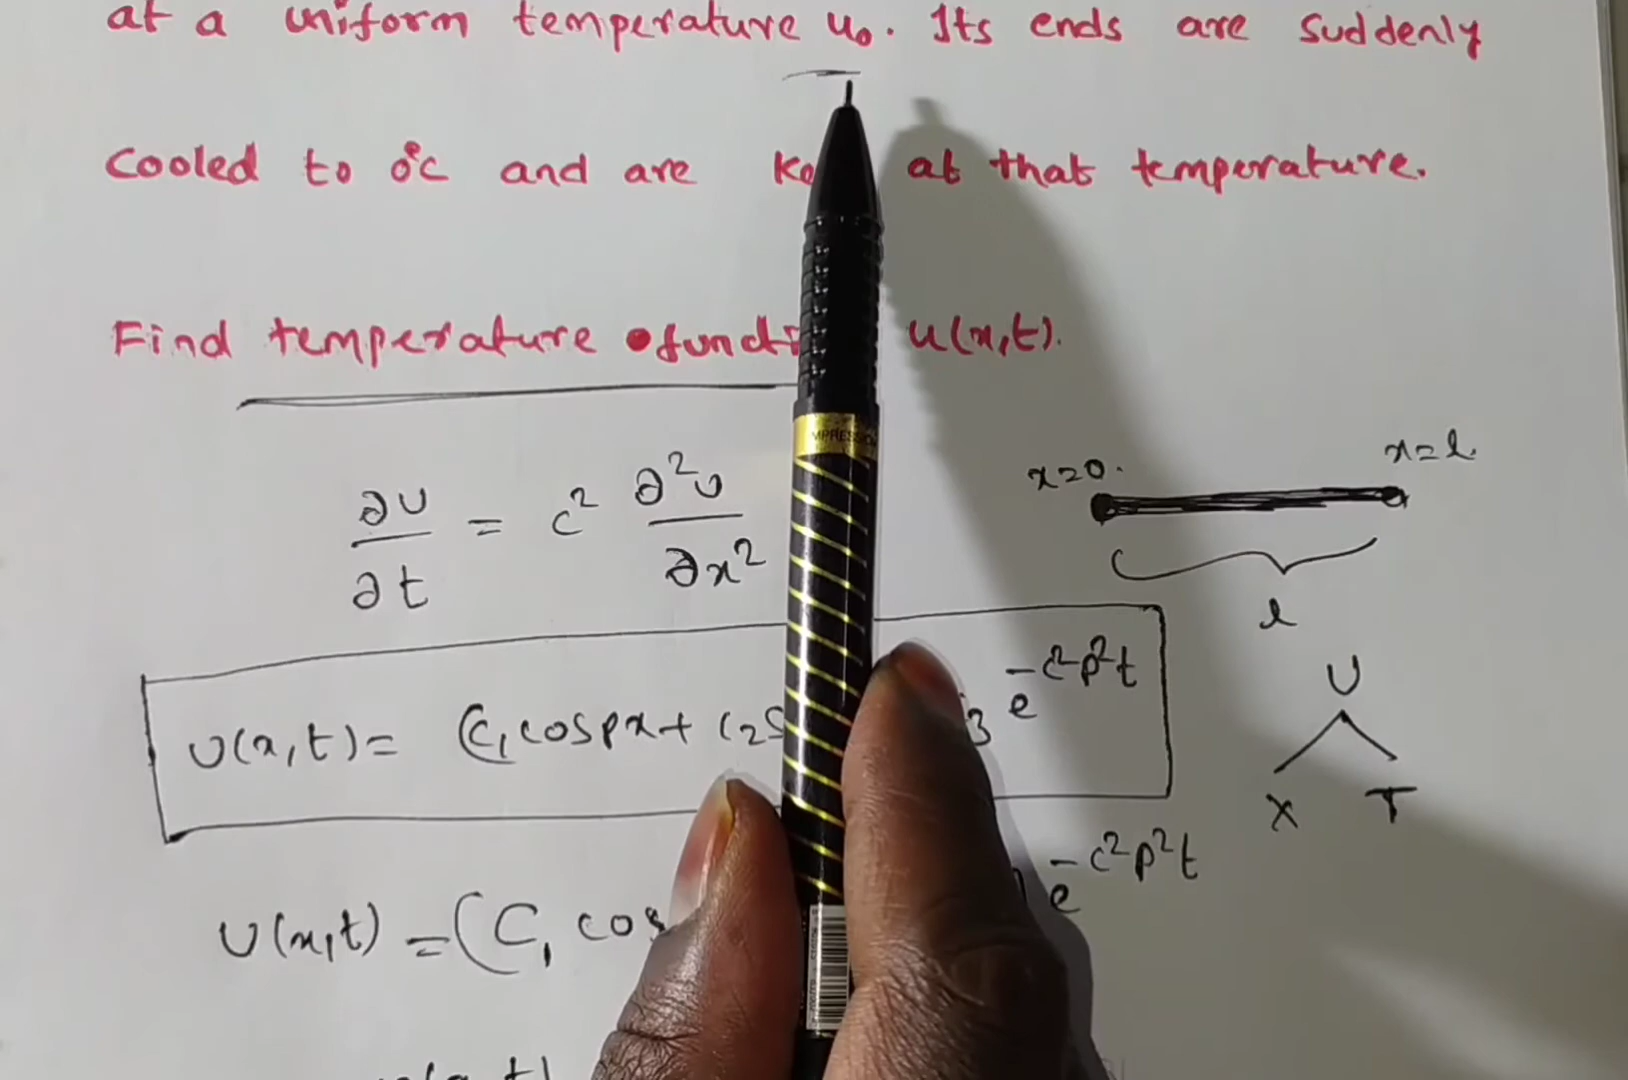 at a uniform temperature u₀. Its ends are suddenly
cooled to 0°C and are at that temperature.
Find temperature u(x,t).
∂U/∂t = c² ∂²U/∂x²
x=0. x=l.
l
U(x,t) = (C₁cospx + C₂ e^-c²p²t
U
X T
U(x,t) = (C₁ cos e^-c²p²t